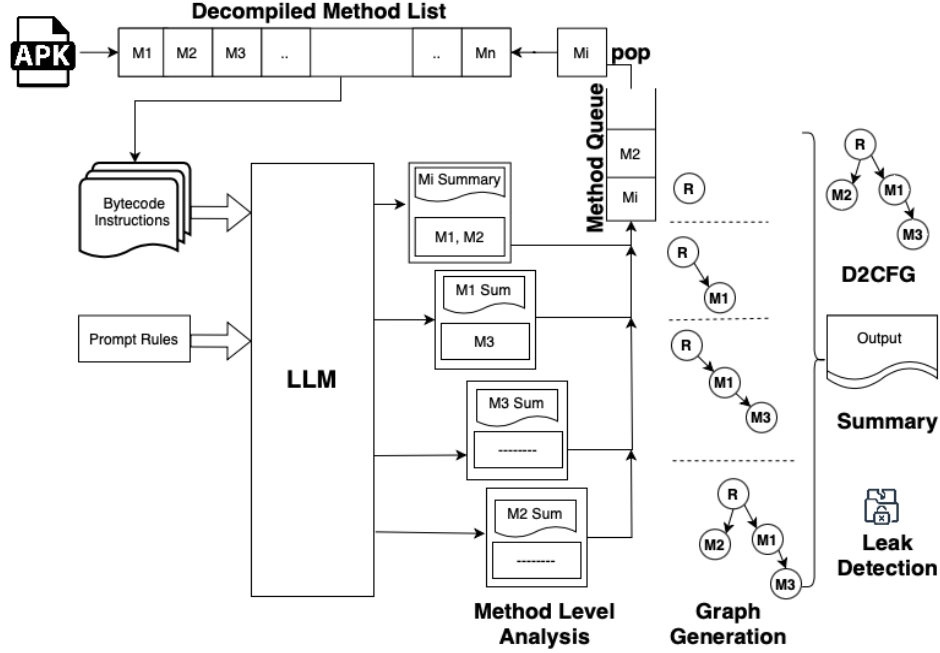 Decompiled Method List
APK
M1
M2
M3
..
..
Mn
Mi
pop
Method Queue
M2
Mi
Bytecode
Instructions
Prompt Rules
LLM
Mi Summary
M1, M2
M1 Sum
M3
M3 Sum
--------
M2 Sum
--------
Method Level
Analysis
R
R
M1
R
M1
M3
R
M2
M1
M3
Graph
Generation
R
M2
M1
M3
D2CFG
Output
Summary
Leak
Detection